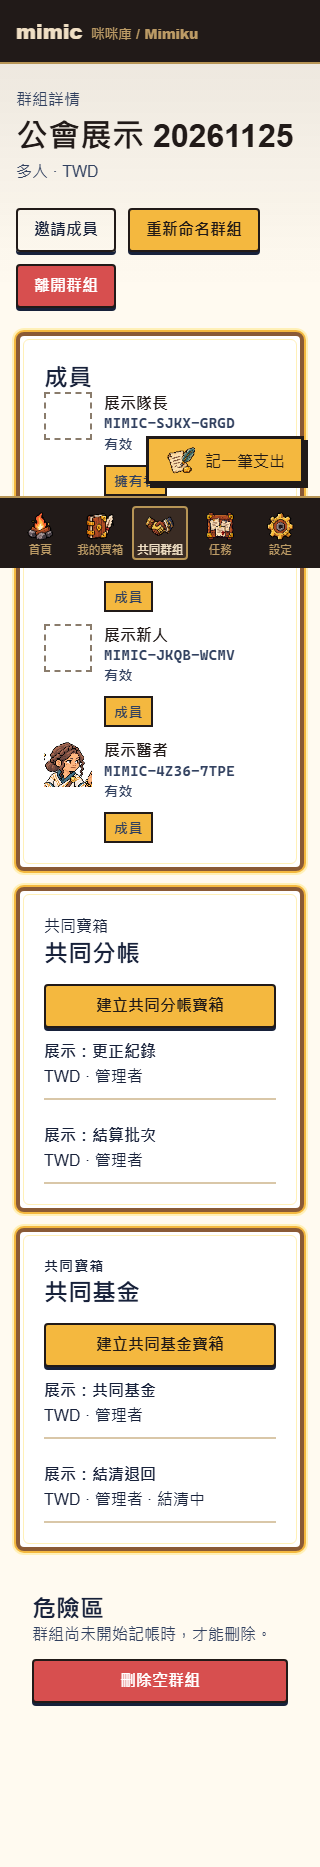 mimic 咪咪庫 / Mimiku
群組詳情
公會展示 20261125
多人 · TWD
邀請成員
重新命名群組
離開群組
成員
展示隊長
MIMIC-SJKX-GRGD
有效
記一筆支出
擁有
首頁
我的寶箱
共同群組
任務
設定
成員
展示新人
MIMIC-JKQB-WCMV
有效
成員
展示醫者
MIMIC-4Z36-7TPE
有效
成員
共同寶箱
共同分帳
建立共同分帳寶箱
展示：更正紀錄
TWD · 管理者
展示：結算批次
TWD · 管理者
共同寶箱
共同基金
建立共同基金寶箱
展示：共同基金
TWD · 管理者
展示：結清退回
TWD · 管理者 · 結清中
危險區
群組尚未開始記帳時，才能刪除。
刪除空群組